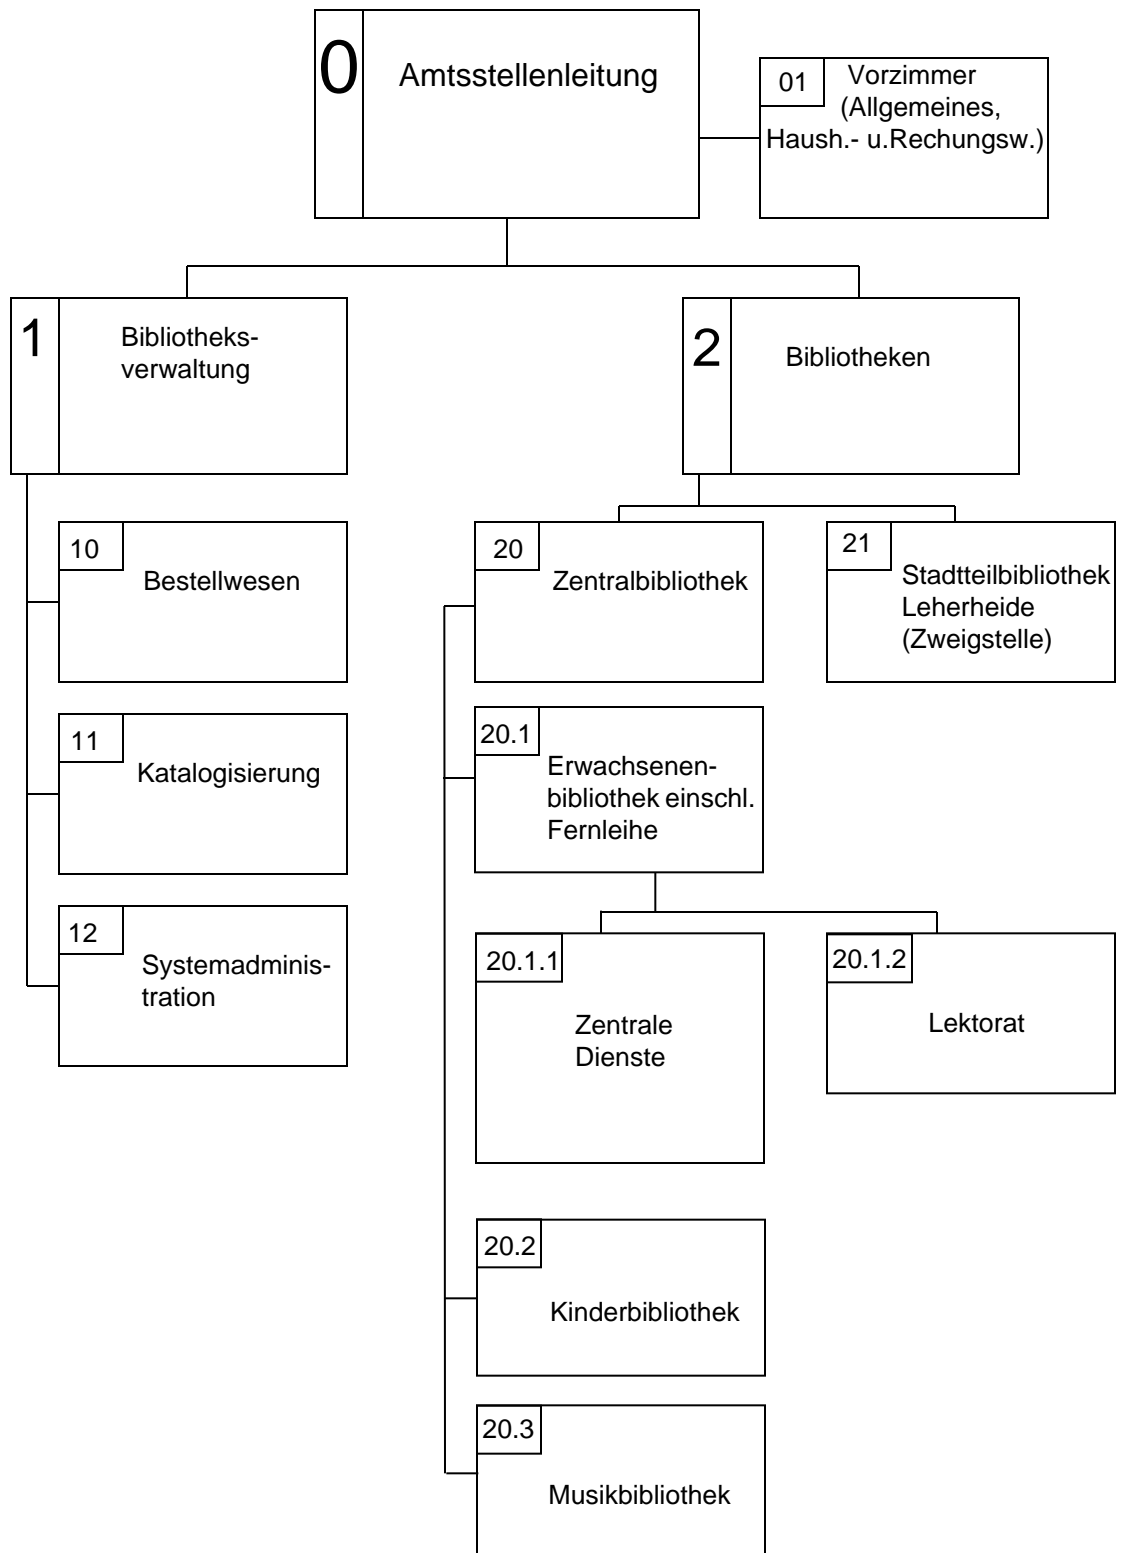 0
Amtsstellenleitung
01
Vorzimmer
(Allgemeines,
Haush.- u.Rechungsw.)
1
Bibliotheks-
verwaltung
2
Bibliotheken
10
Bestellwesen
20
Zentralbibliothek
21
Stadtteilbibliothek
Leherheide
(Zweigstelle)
11
Katalogisierung
20.1
Erwachsenen-
bibliothek einschl.
Fernleihe
12
Systemadminis-
tration
20.1.1
Zentrale
Dienste
20.1.2
Lektorat
20.2
Kinderbibliothek
20.3
Musikbibliothek